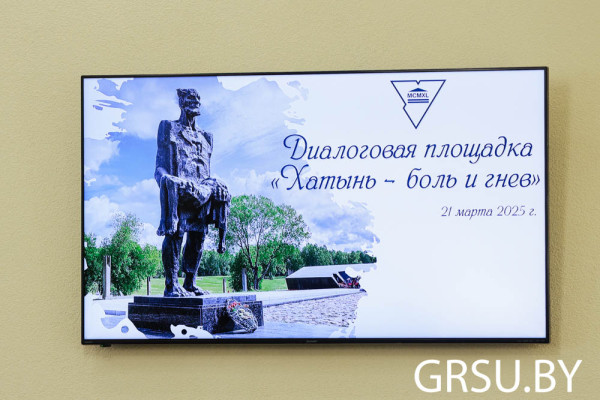 MCMXL
Диалоговая площадка
«Хатынь - боль и гнев»
21 марта 2025 г.
GRSU.BY